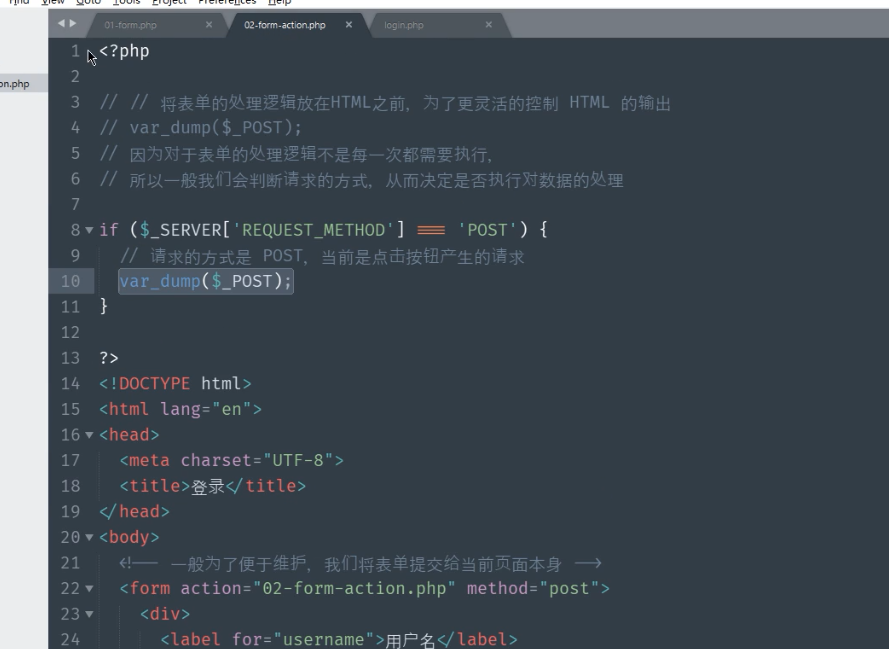 Find View Goto Tools Project Preferences Help
01-form.php × 02-form-action.php × login.php ×
on.php
1 <?php
2
3 // // 将表单的处理逻辑放在HTML之前，为了更灵活的控制 HTML 的输出
4 // var_dump($_POST);
5 // 因为对于表单的处理逻辑不是每一次都需要执行，
6 // 所以一般我们会判断请求的方式，从而决定是否执行对数据的处理
7
8 if ($_SERVER['REQUEST_METHOD'] === 'POST') {
9 // 请求的方式是 POST，当前是点击按钮产生的请求
10 var_dump($_POST);
11 }
12
13 ?>
14 <!DOCTYPE html>
15 <html lang="en">
16 <head>
17 <meta charset="UTF-8">
18 <title>登录</title>
19 </head>
20 <body>
21 <!-- 一般为了便于维护，我们将表单提交给当前页面本身 -->
22 <form action="02-form-action.php" method="post">
23 <div>
24 <label for="username">用户名</label>